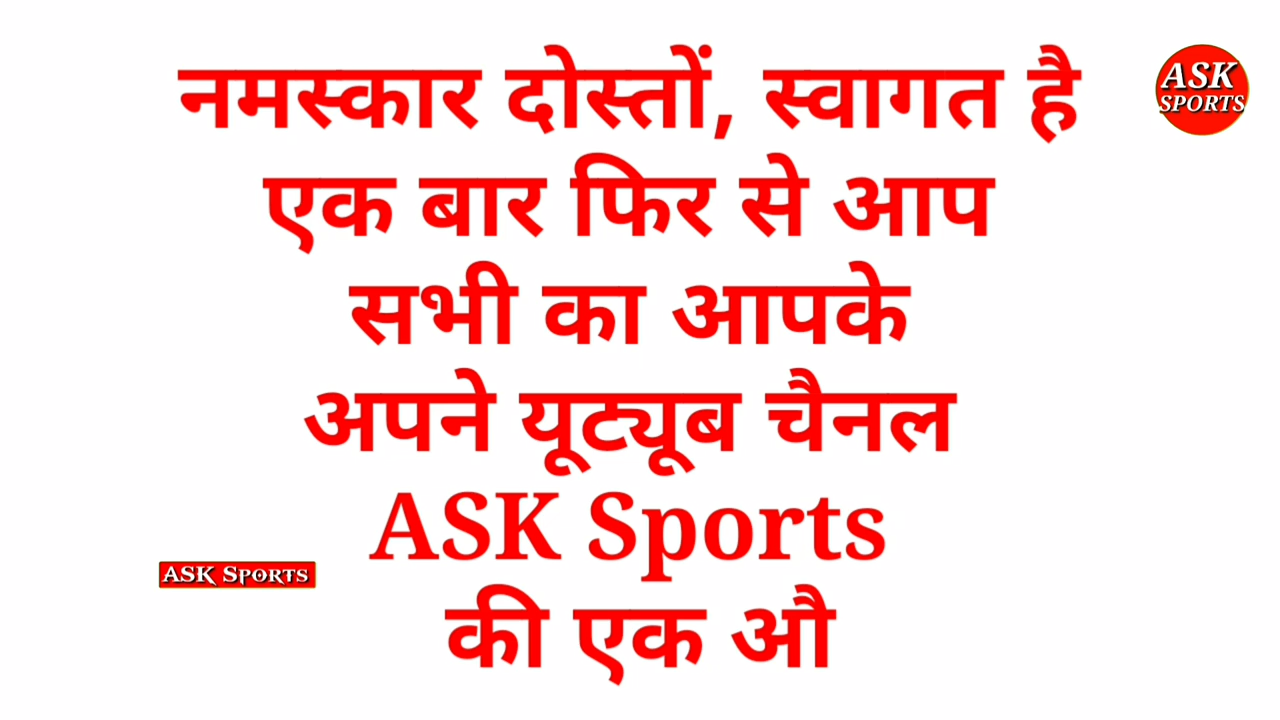 नमस्कार दोस्तों, स्वागत है
ASK
SPORTS
एक बार फिर से आप
सभी का आपके
अपने यूट्यूब चैनल
ASK Sports
ASK SPORTS
की एक औ